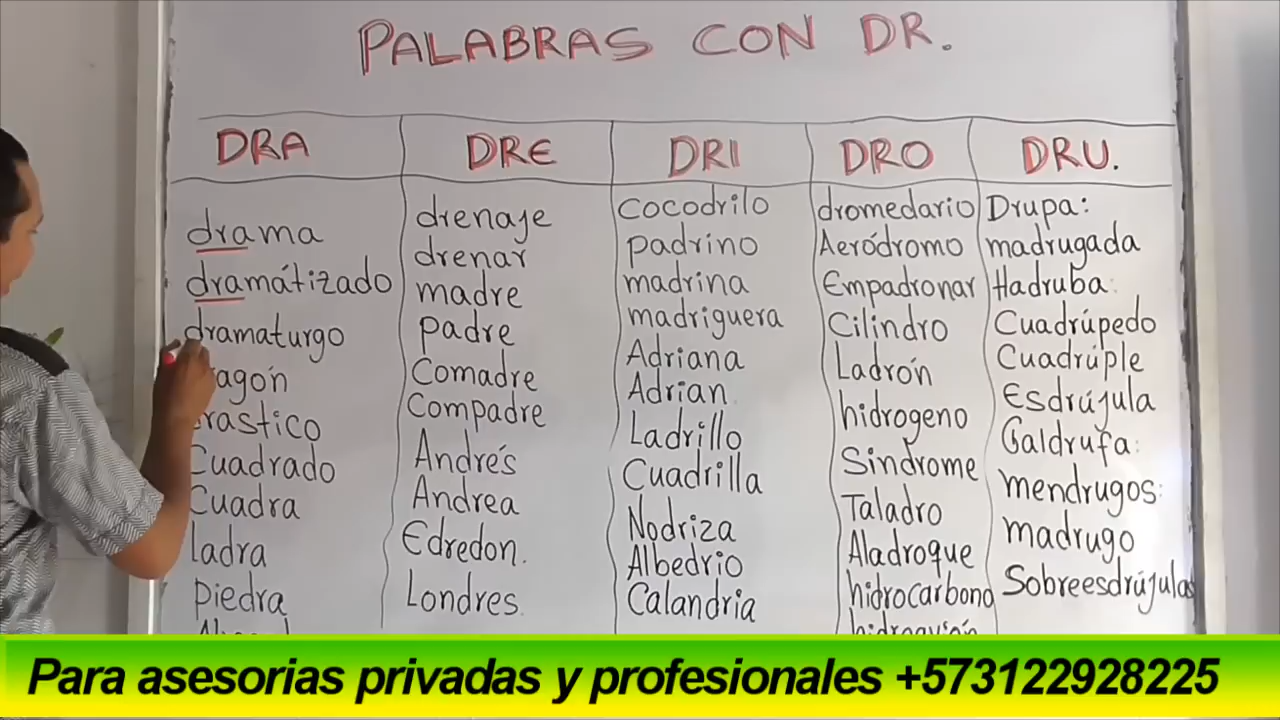 PALABRAS CON DR.
DRA DRE DRI DRO DRU.
drama
dramátizado
dramaturgo
Cuadrado
Cuadra
ladra
Piedra
drenaje
drenar
madre
Padre
Comadre
Compadre
Andrés
Andrea
Edredon.
Londres.
Cocodrilo
Padrino
madrina
madriguera
Adriana
Adrian
Ladrillo
Cuadrilla
Nodriza
Albedrio
Calandria
dromedario
Aeródromo
Empadronar
Cilindro
Ladrón
hidrogeno
Sindrome
Taladro
Aladroque
hidrocarbono
Drupa:
madrugada
Hadruba:
Cuadrúpedo
Cuadrúple
Esdrújula
Galdrufa:
mendrugos:
madrugo
Sobreesdrújulas
Para asesorias privadas y profesionales +573122928225